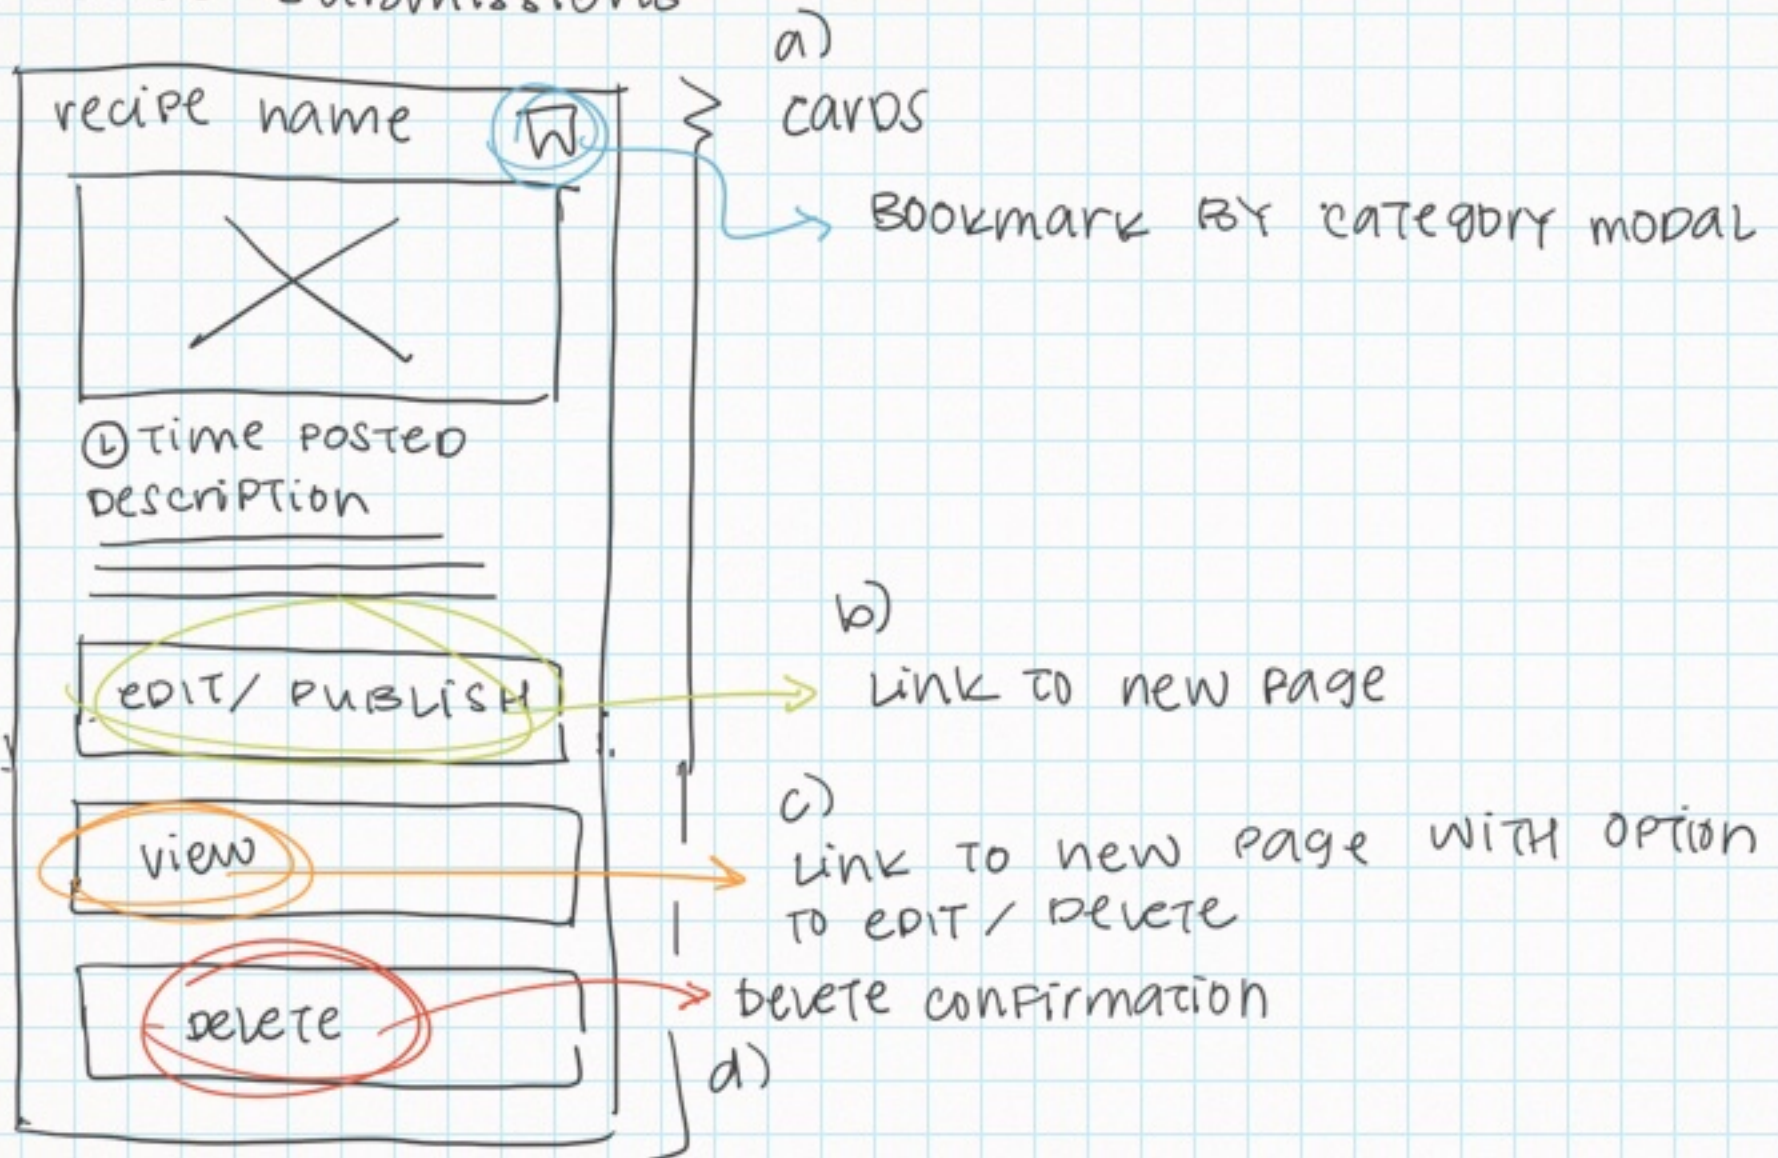 Submissions
a)
recipe name
cards
Bookmark by category modal
Time posted
Description
b)
Edit/ Publish
Link to new page
c)
View
Link to new page with option
to edit/ Delete
Delete
Delete confirmation
d)